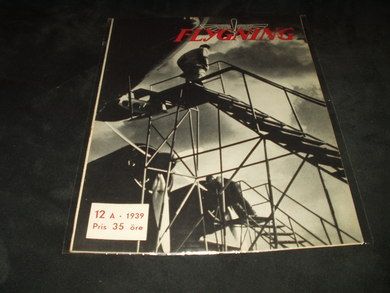 FLYGNING
12 A - 1939
Pris 35 öre